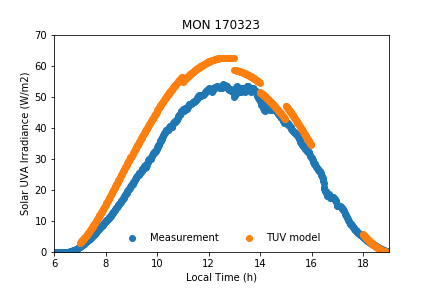 MON 170323
Solar UVA Irradiance (W/m2)
70
60
50
40
30
20
10
0
Measurement TUV model
6 8 10 12 14 16 18
Local Time (h)